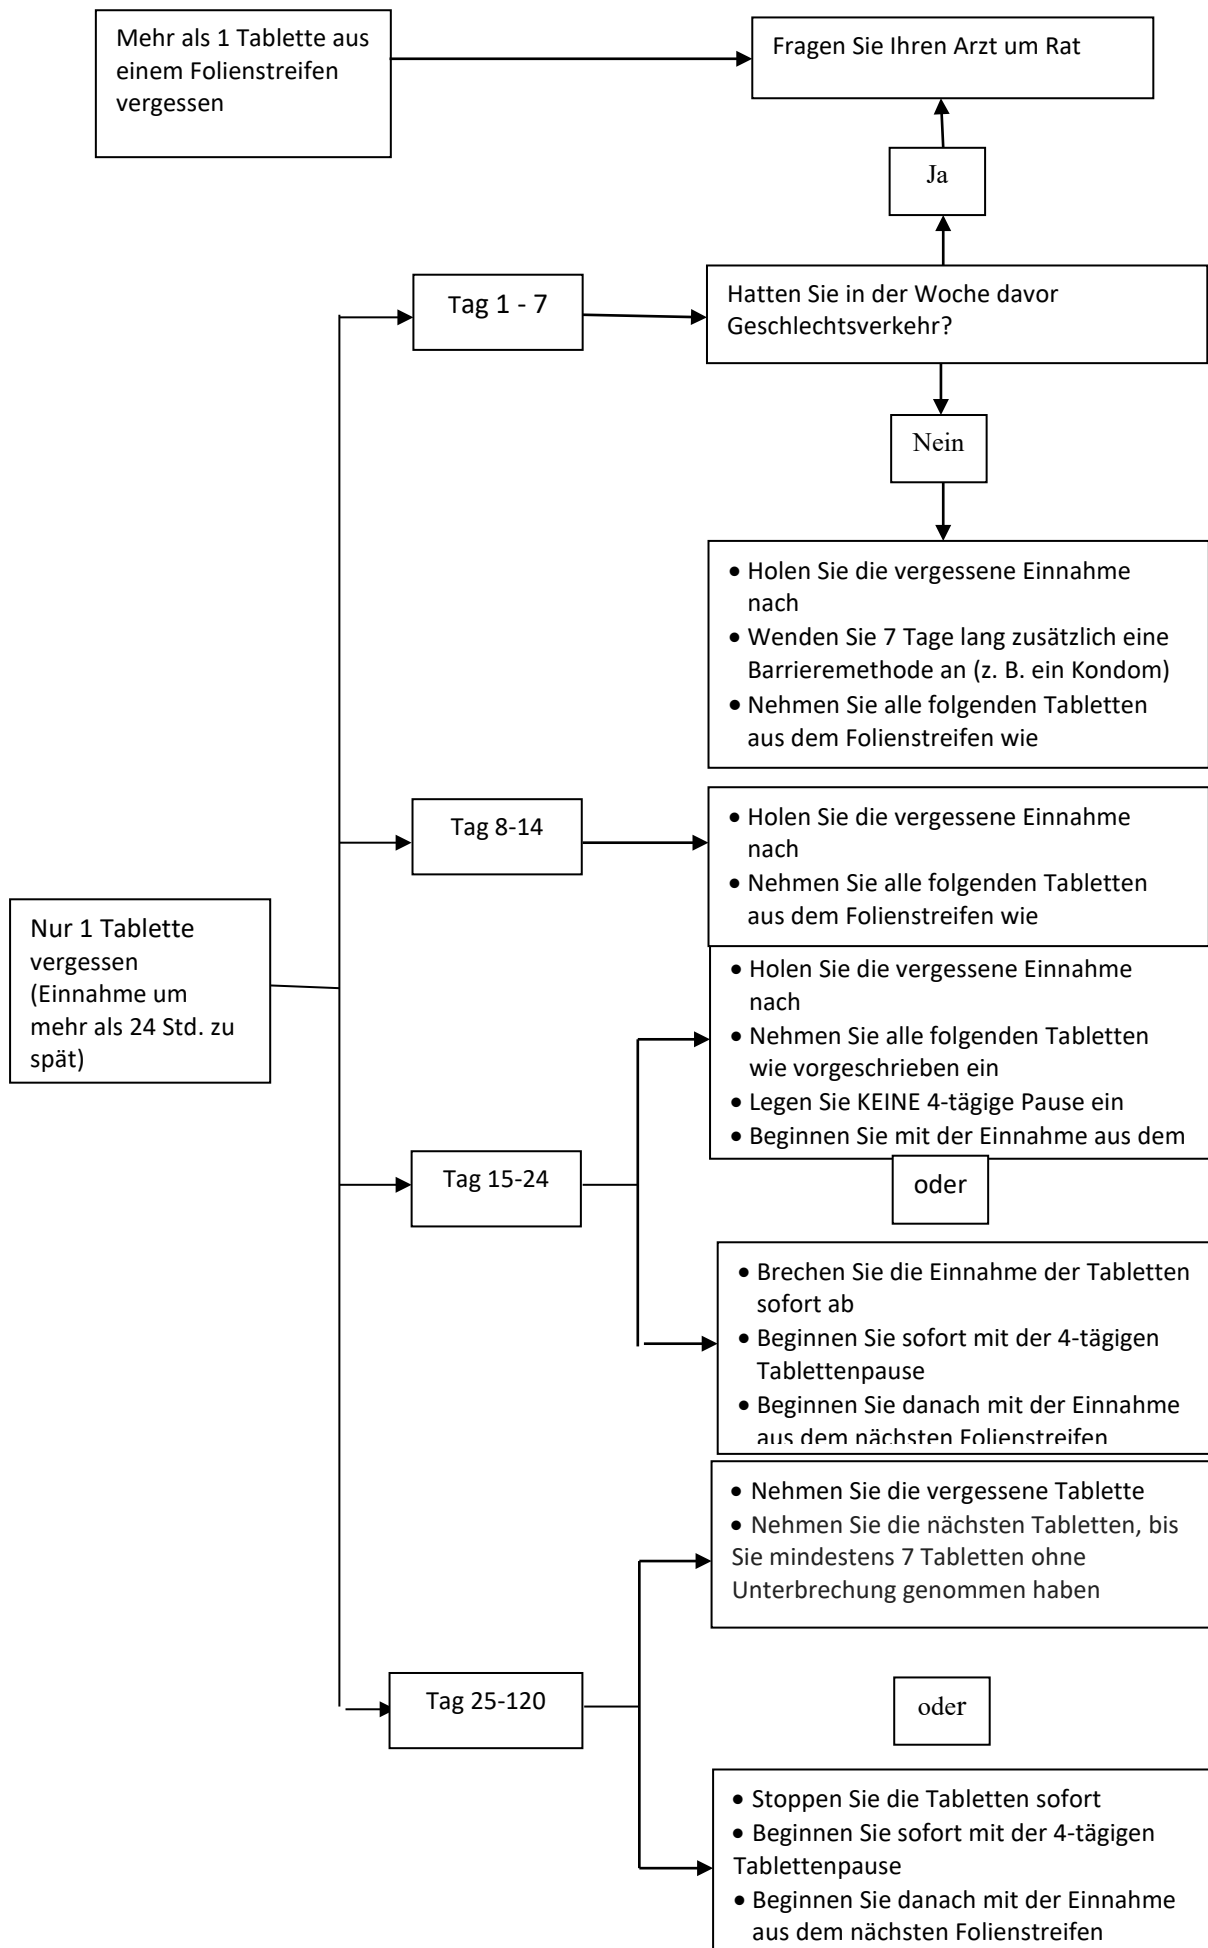 Mehr als 1 Tablette aus
einem Folienstreifen
vergessen
Fragen Sie Ihren Arzt um Rat
Ja
Tag 1 - 7
Hatten Sie in der Woche davor
Geschlechtsverkehr?
Nein
• Holen Sie die vergessene Einnahme
nach
• Wenden Sie 7 Tage lang zusätzlich eine
Barrieremethode an (z. B. ein Kondom)
• Nehmen Sie alle folgenden Tabletten
aus dem Folienstreifen wie
Tag 8-14
• Holen Sie die vergessene Einnahme
nach
• Nehmen Sie alle folgenden Tabletten
aus dem Folienstreifen wie
Nur 1 Tablette
vergessen
(Einnahme um
mehr als 24 Std. zu
spät)
• Holen Sie die vergessene Einnahme
nach
• Nehmen Sie alle folgenden Tabletten
wie vorgeschrieben ein
• Legen Sie KEINE 4-tägige Pause ein
• Beginnen Sie mit der Einnahme aus dem
Tag 15-24
oder
• Brechen Sie die Einnahme der Tabletten
sofort ab
• Beginnen Sie sofort mit der 4-tägigen
Tablettenpause
• Beginnen Sie danach mit der Einnahme
aus dem nächsten Folienstreifen
• Nehmen Sie die vergessene Tablette
• Nehmen Sie die nächsten Tabletten, bis
Sie mindestens 7 Tabletten ohne
Unterbrechung genommen haben
Tag 25-120
oder
• Stoppen Sie die Tabletten sofort
• Beginnen Sie sofort mit der 4-tägigen
Tablettenpause
• Beginnen Sie danach mit der Einnahme
aus dem nächsten Folienstreifen